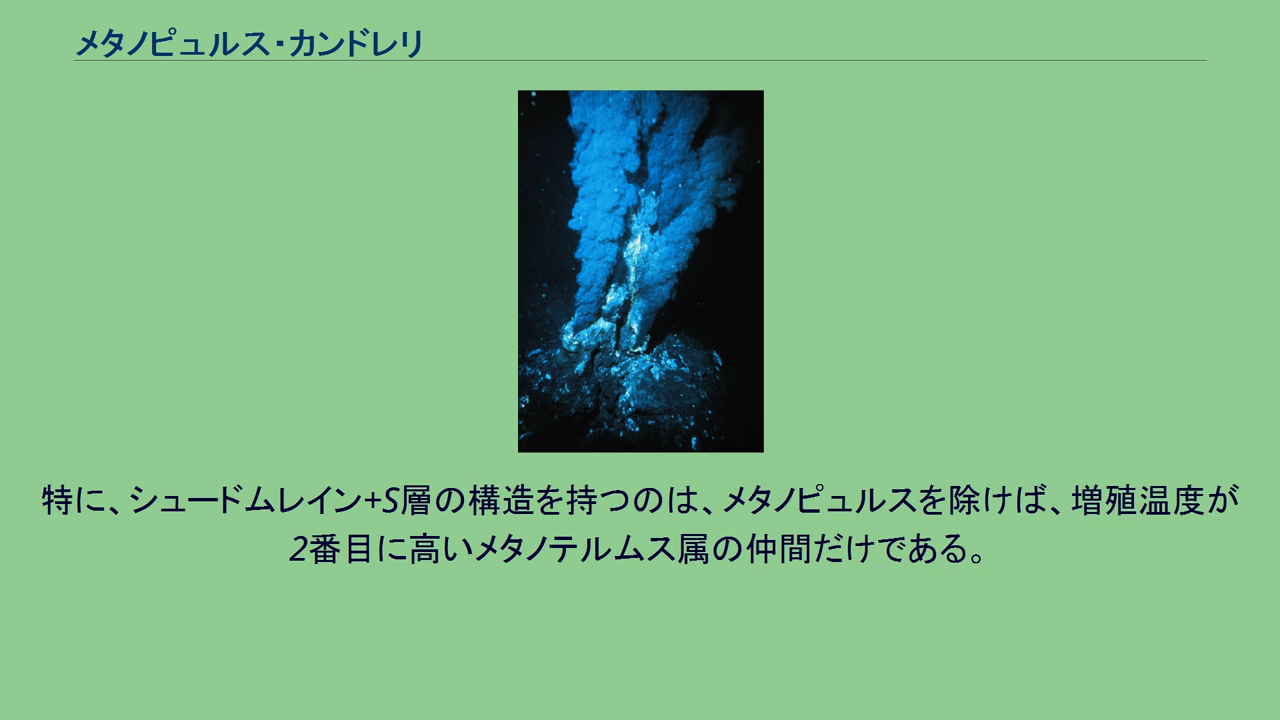 メタノピュルス・カンドレリ
特に、シュードムレイン+S層の構造を持つのは、メタノピュルスを除けば、増殖温度が
2番目に高いメタノテルムス属の仲間だけである。